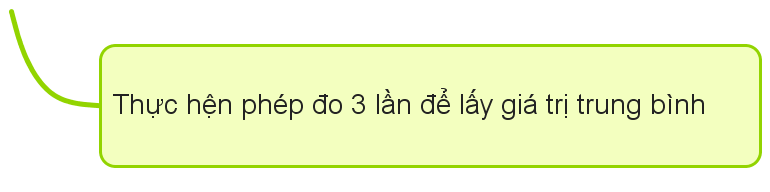 Thực hện phép đo 3 lần để lấy giá trị trung bình